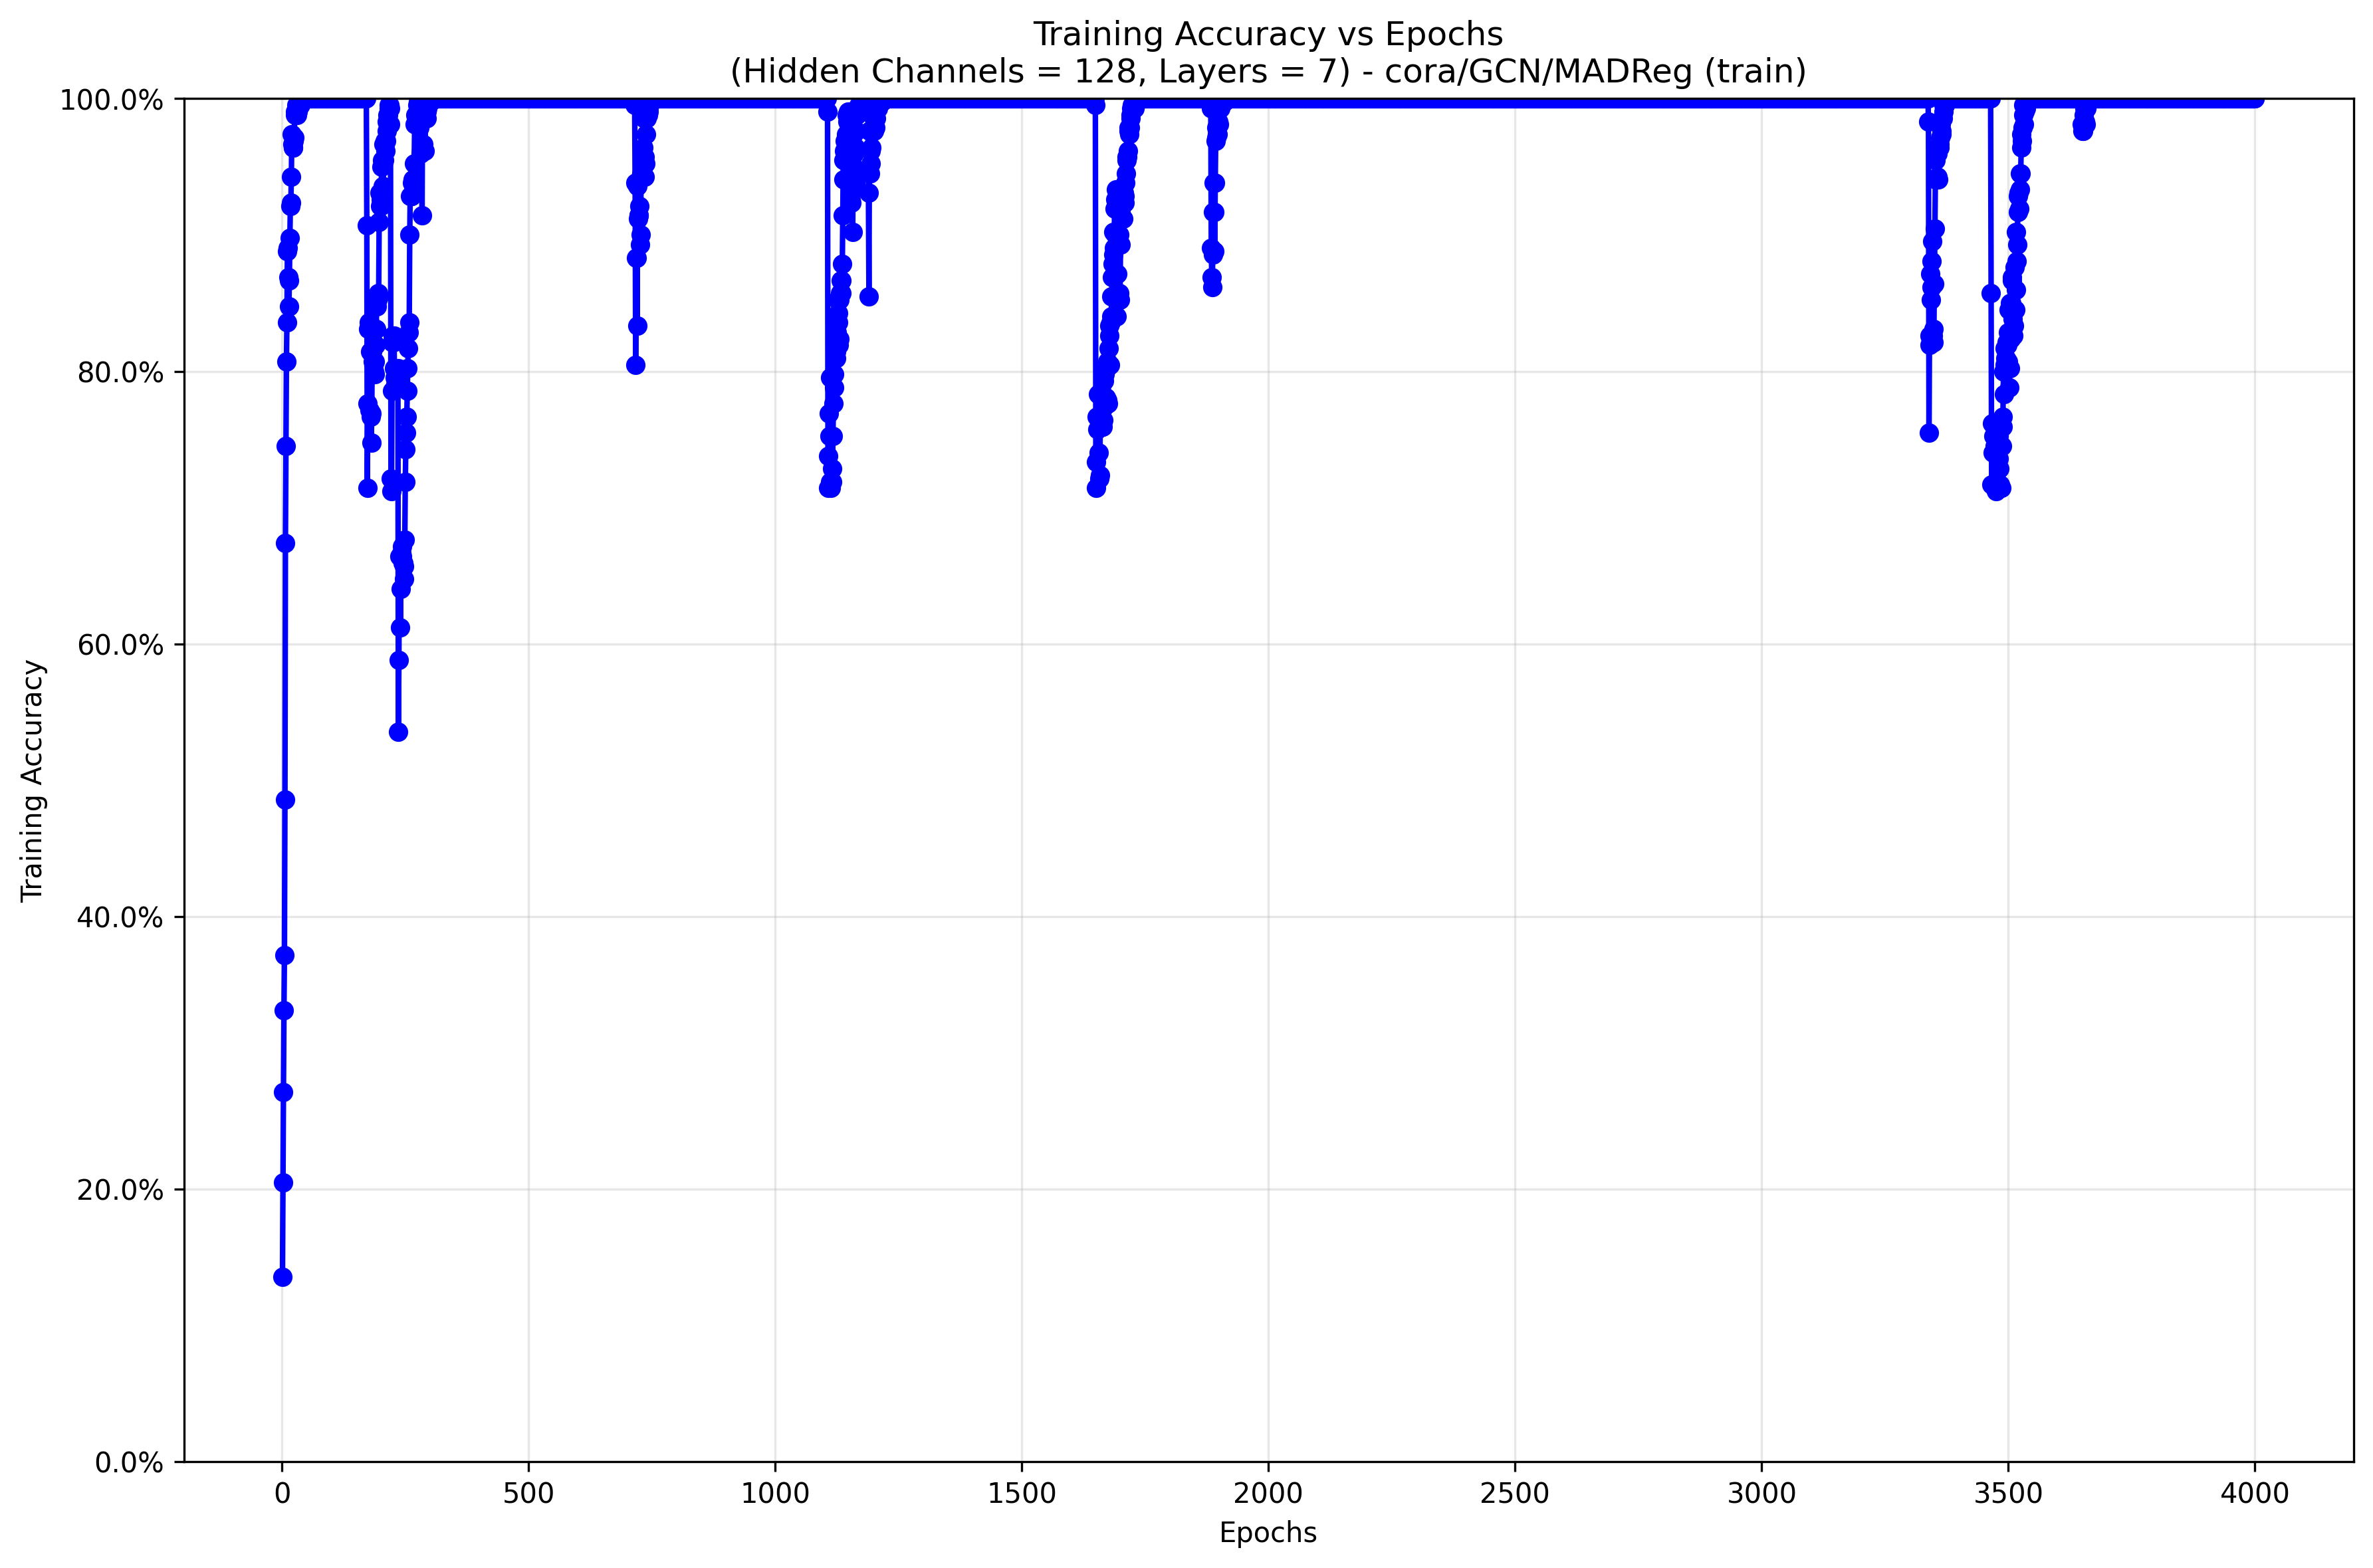 Training Accuracy vs Epochs
(Hidden Channels = 128, Layers = 7) - cora/GCN/MADReg (train)
100.0%
80.0%
60.0%
40.0%
20.0%
0.0%
Training Accuracy
0 500 1000 1500 2000 2500 3000 3500 4000
Epochs